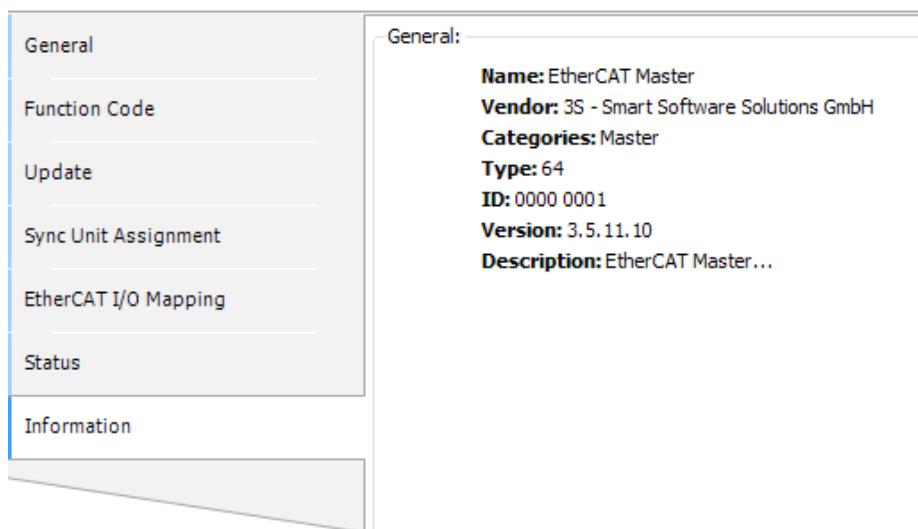 General
Function Code
Update
Sync Unit Assignment
EtherCAT I/O Mapping
Status
Information
General:
Name: EtherCAT Master
Vendor: 3S - Smart Software Solutions GmbH
Categories: Master
Type: 64
ID: 0000 0001
Version: 3.5.11.10
Description: EtherCAT Master...